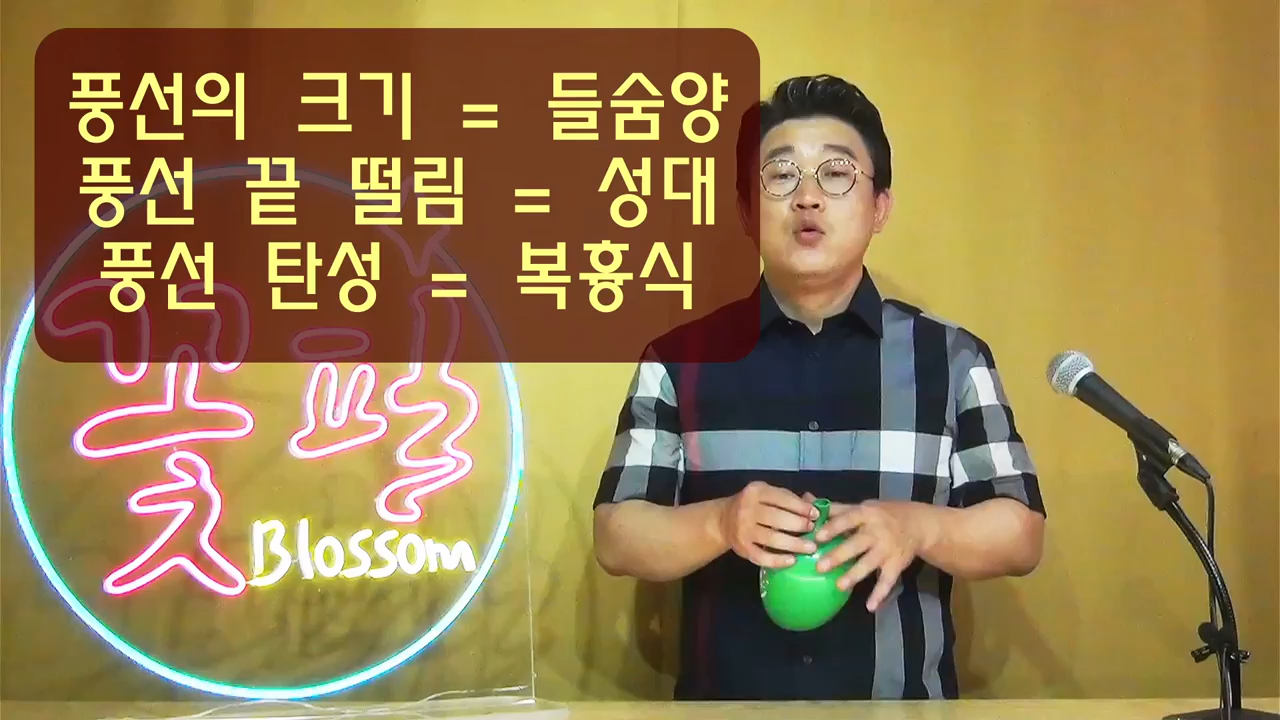 풍선의 크기 = 들숨양
풍선 끝 떨림 = 성대
풍선 탄성 = 복흉식
꽃필
Blossom